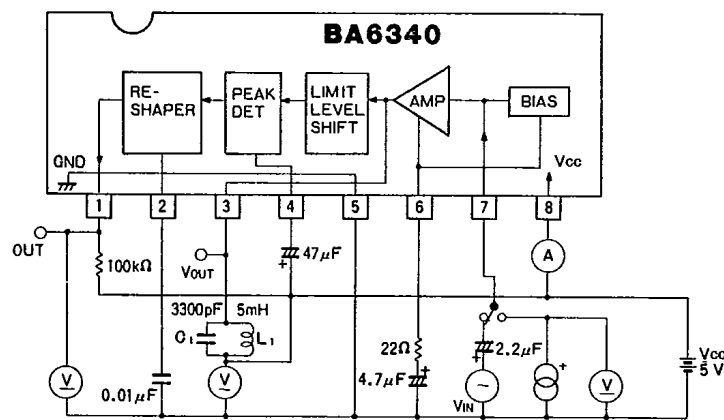 BA6340
RE-
SHAPER
PEAK
DET
LIMIT
LEVEL
SHIFT
AMP
BIAS
GND
Vcc
1
2
3
4
5
6
7
8
OUT
100kΩ
VOUT
47μF
+
A
3300pF
5mH
C1
L1
22Ω
2.2μF
+
Vcc
5V
V
0.01μF
V
4.7μF
+
~
VIN
+
V